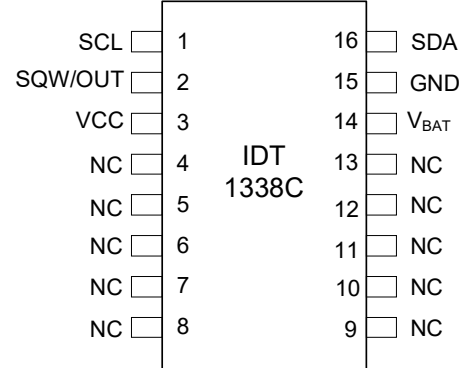 SCL 1 16 SDA
SQW/OUT 2 15 GND
VCC 3 14 VBAT
NC 4 13 NC
IDT
1338C
NC 5 12 NC
NC 6 11 NC
NC 7 10 NC
NC 8 9 NC